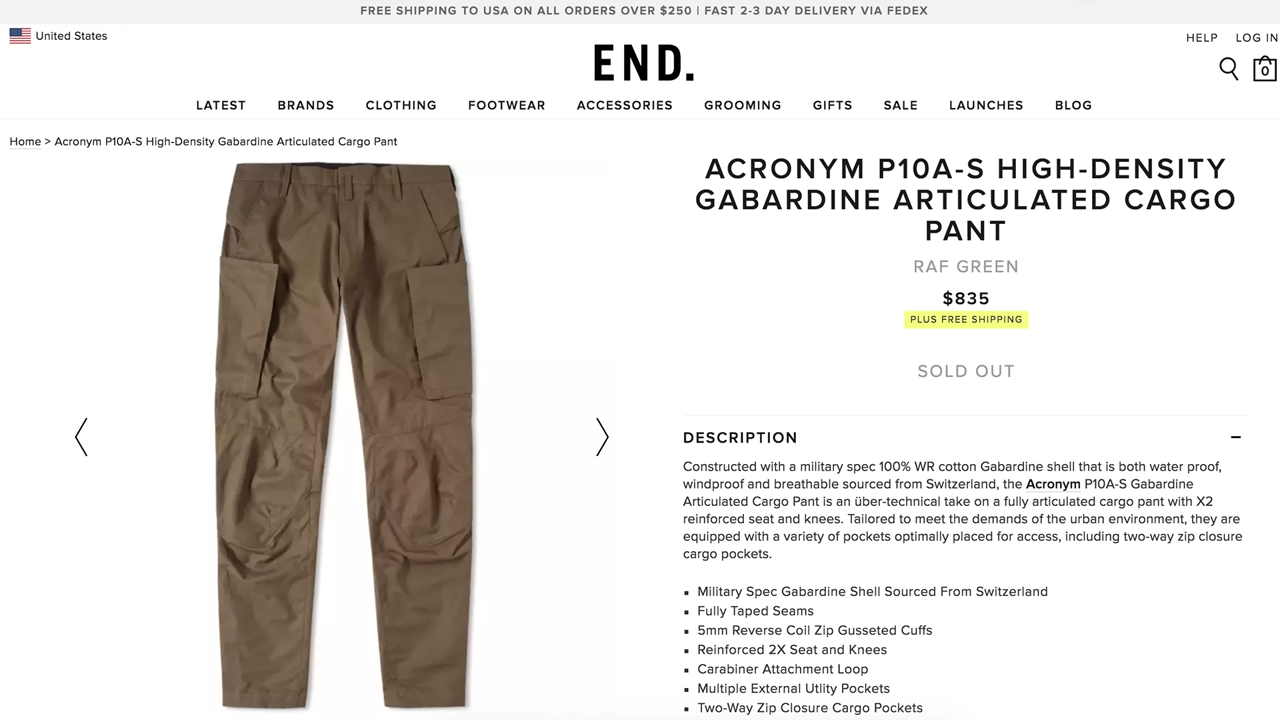 FREE SHIPPING TO USA ON ALL ORDERS OVER $250 | FAST 2-3 DAY DELIVERY VIA FEDEX
United States
HELP LOG IN
END.
0
LATEST BRANDS CLOTHING FOOTWEAR ACCESSORIES GROOMING GIFTS SALE LAUNCHES BLOG
Home > Acronym P10A-S High-Density Gabardine Articulated Cargo Pant
ACRONYM P10A-S HIGH-DENSITY
GABARDINE ARTICULATED CARGO
PANT
RAF GREEN
$835
PLUS FREE SHIPPING
SOLD OUT
DESCRIPTION
Constructed with a military spec 100% WR cotton Gabardine shell that is both water proof,
windproof and breathable sourced from Switzerland, the Acronym P10A-S Gabardine
Articulated Cargo Pant is an über-technical take on a fully articulated cargo pant with X2
reinforced seat and knees. Tailored to meet the demands of the urban environment, they are
equipped with a variety of pockets optimally placed for access, including two-way zip closure
cargo pockets.
▪ Military Spec Gabardine Shell Sourced From Switzerland
▪ Fully Taped Seams
▪ 5mm Reverse Coil Zip Gusseted Cuffs
▪ Reinforced 2X Seat and Knees
▪ Carabiner Attachment Loop
▪ Multiple External Utlity Pockets
▪ Two-Way Zip Closure Cargo Pockets